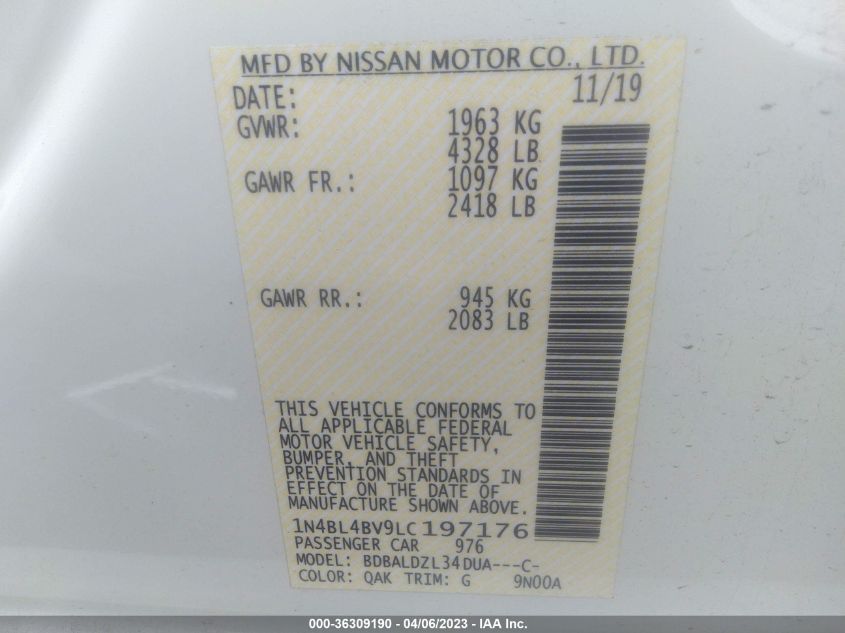 MFD BY NISSAN MOTOR CO., LTD.
DATE: 11/19
GVWR: 1963 KG
4328 LB
GAWR FR.: 1097 KG
2418 LB
GAWR RR.: 945 KG
2083 LB
THIS VEHICLE CONFORMS TO
ALL APPLICABLE FEDERAL
MOTOR VEHICLE SAFETY,
BUMPER, AND THEFT
PREVENTION STANDARDS IN
EFFECT ON THE DATE OF
MANUFACTURE SHOWN ABOVE.
1N4BL4BV9LC197176
PASSENGER CAR 976
MODEL: BDBALDZL34DUA---C-
COLOR: QAK TRIM: G 9N00A
000-36309190 - 04/06/2023 - IAA Inc.